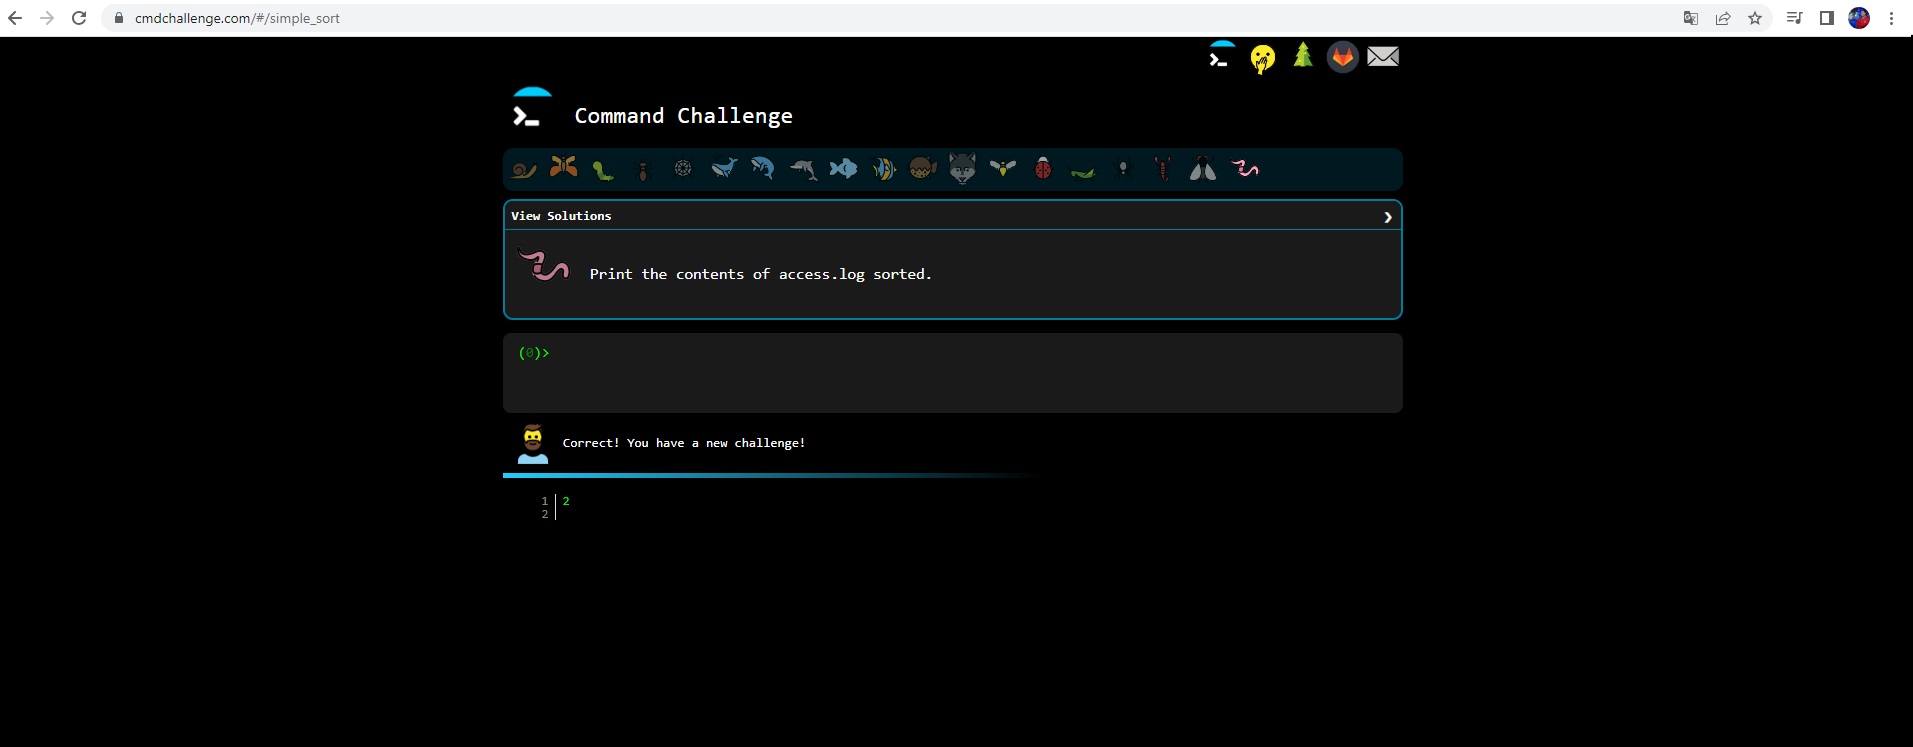 cmdchallenge.com/#/simple_sort
Command Challenge
View Solutions
Print the contents of access.log sorted.
(0)>
Correct! You have a new challenge!
1 2
2